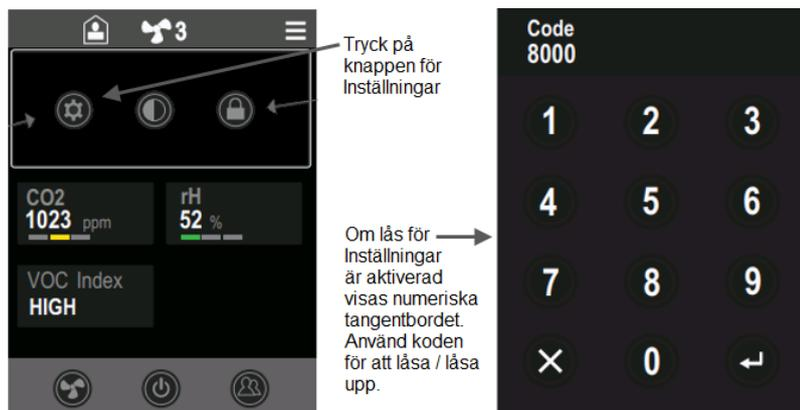 3
Tryck på
knappen för
Inställningar
CO2
1023 ppm
rH
52 %
VOC Index
HIGH
Om lås för
Inställningar
är aktiverad
visas numeriska
tangentbordet.
Använd koden
för att låsa / låsa
upp.
Code
8000
1 2 3
4 5 6
7 8 9
0